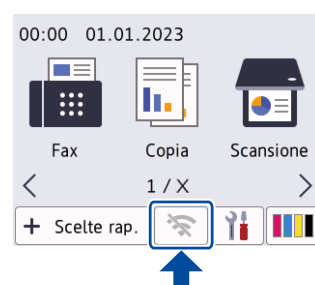 00:00 01.01.2023
Fax Copia Scansione
< 1 / X >
+ Scelte rap.